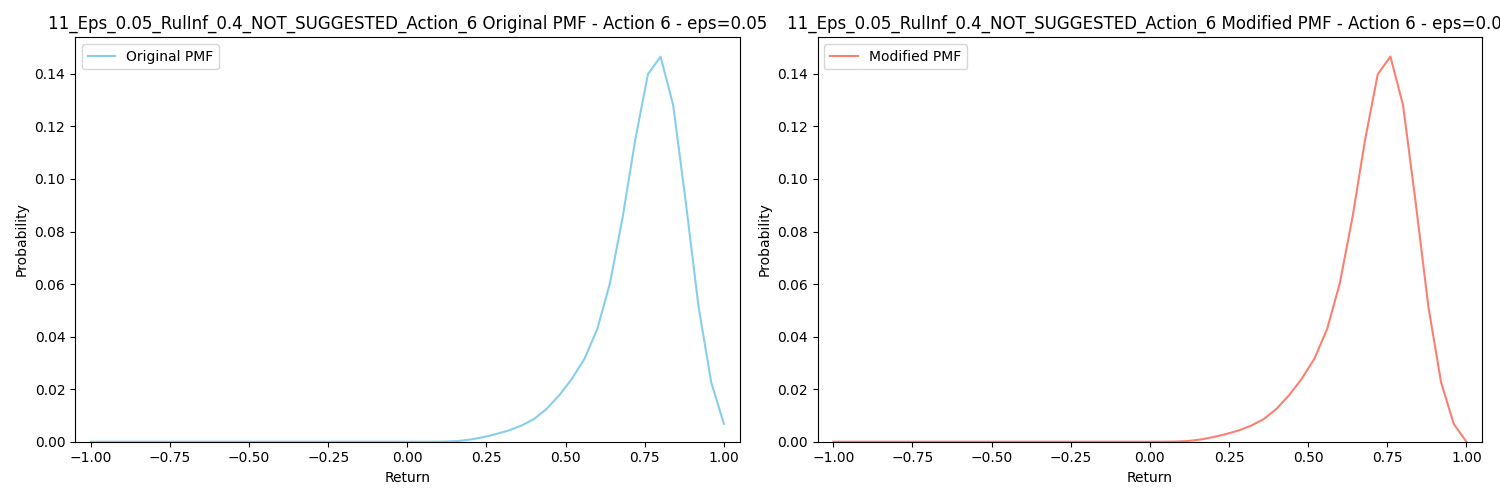 11_Eps_0.05_RulInf_0.4_NOT_SUGGESTED_Action_6 Original PMF - Action 6 - eps=0.05
Original PMF
Probability
0.14
0.12
0.10
0.08
0.06
0.04
0.02
0.00
−1.00 −0.75 −0.50 −0.25 0.00 0.25 0.50 0.75 1.00
Return
11_Eps_0.05_RulInf_0.4_NOT_SUGGESTED_Action_6 Modified PMF - Action 6 - eps=0.0
Modified PMF
Probability
0.14
0.12
0.10
0.08
0.06
0.04
0.02
0.00
−1.00 −0.75 −0.50 −0.25 0.00 0.25 0.50 0.75 1.00
Return